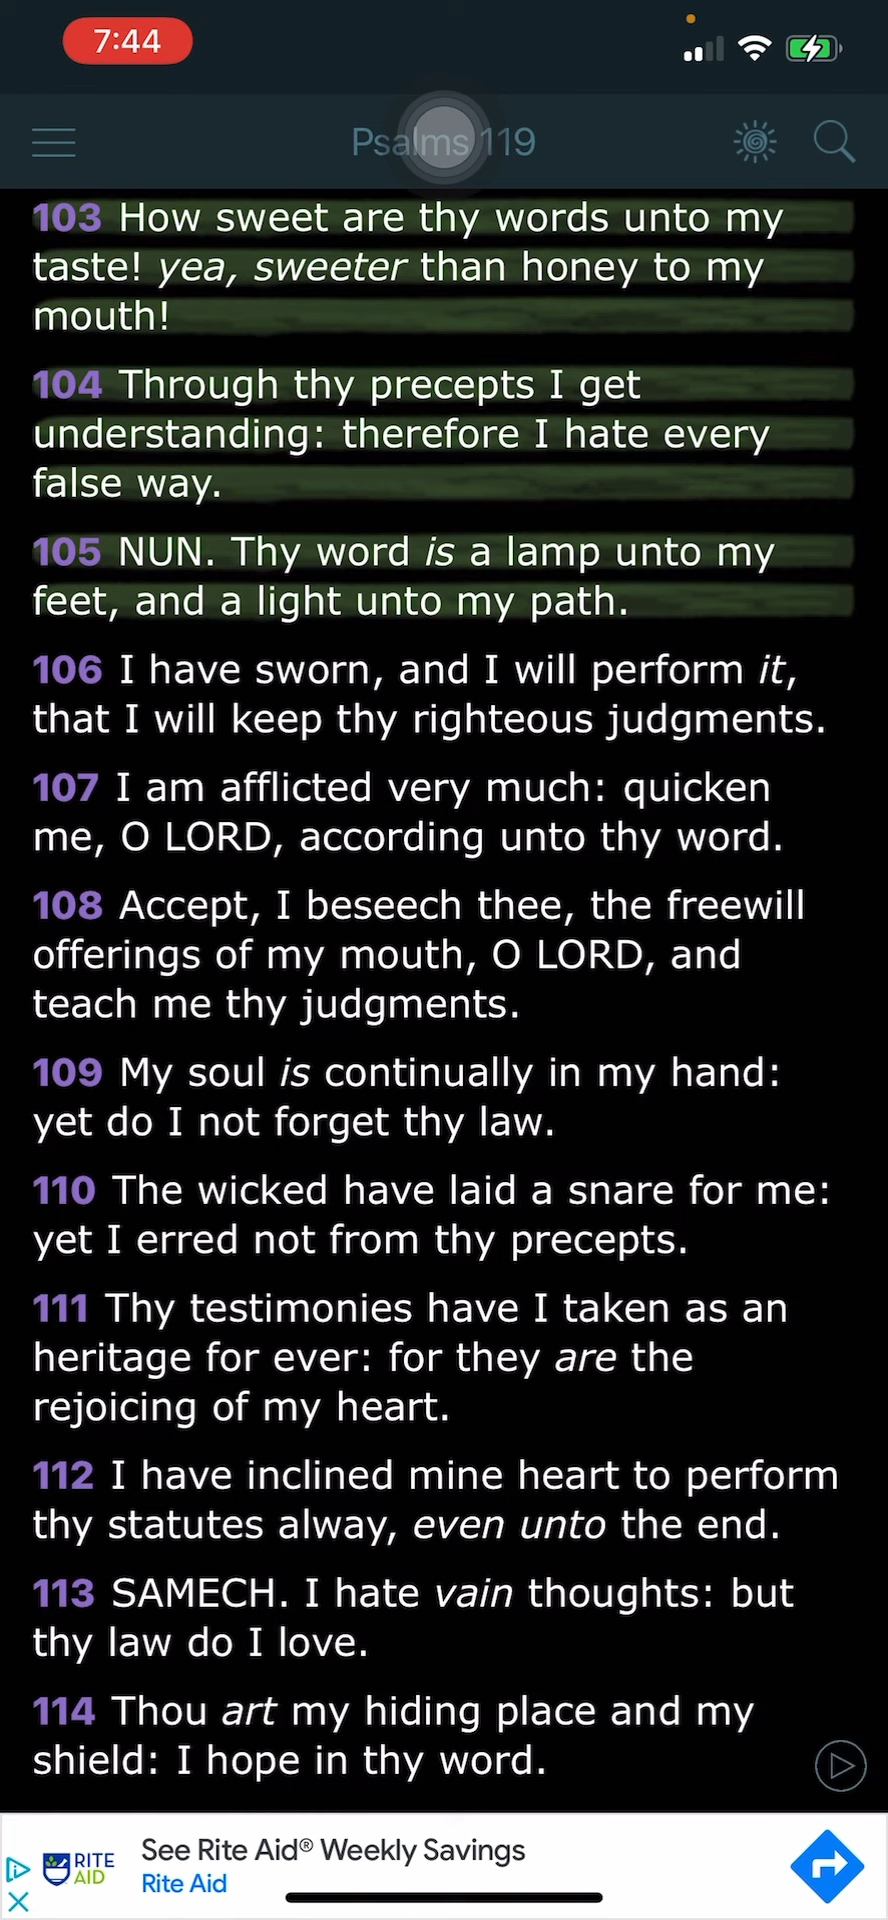 7:44
Psalms 119
103 How sweet are thy words unto my
taste! yea, sweeter than honey to my
mouth!
104 Through thy precepts I get
understanding: therefore I hate every
false way.
105 NUN. Thy word is a lamp unto my
feet, and a light unto my path.
106 I have sworn, and I will perform it,
that I will keep thy righteous judgments.
107 I am afflicted very much: quicken
me, O LORD, according unto thy word.
108 Accept, I beseech thee, the freewill
offerings of my mouth, O LORD, and
teach me thy judgments.
109 My soul is continually in my hand:
yet do I not forget thy law.
110 The wicked have laid a snare for me:
yet I erred not from thy precepts.
111 Thy testimonies have I taken as an
heritage for ever: for they are the
rejoicing of my heart.
112 I have inclined mine heart to perform
thy statutes alway, even unto the end.
113 SAMECH. I hate vain thoughts: but
thy law do I love.
114 Thou art my hiding place and my
shield: I hope in thy word.
RITE
AID
See Rite Aid® Weekly Savings
Rite Aid